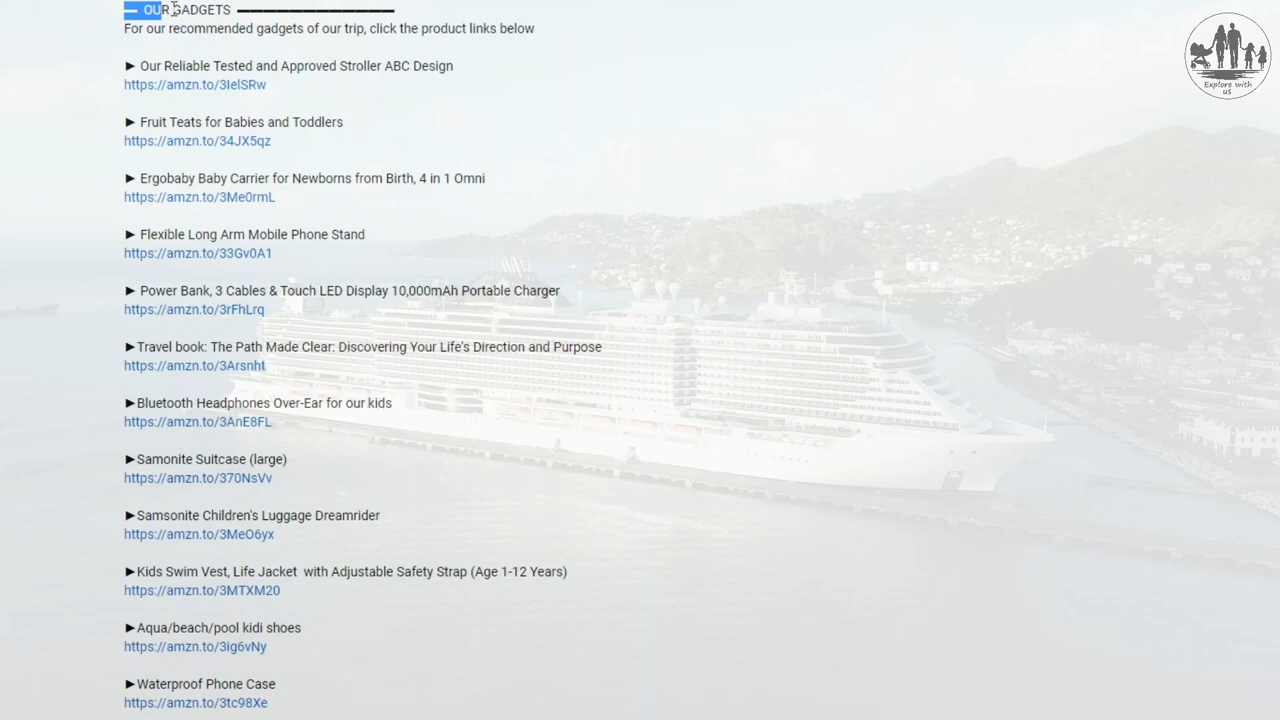 ━━ OUR GADGETS ━━━━━━━━━━━━━━
For our recommended gadgets of our trip, click the product links below
► Our Reliable Tested and Approved Stroller ABC Design
https://amzn.to/3IelSRw
► Fruit Teats for Babies and Toddlers
https://amzn.to/34JX5qz
► Ergobaby Baby Carrier for Newborns from Birth, 4 in 1 Omni
https://amzn.to/3Me0rmL
► Flexible Long Arm Mobile Phone Stand
https://amzn.to/33Gv0A1
► Power Bank, 3 Cables & Touch LED Display 10,000mAh Portable Charger
https://amzn.to/3rFhLrq
►Travel book: The Path Made Clear: Discovering Your Life's Direction and Purpose
https://amzn.to/3Arsnht
►Bluetooth Headphones Over-Ear for our kids
https://amzn.to/3AnE8FL
►Samonite Suitcase (large)
https://amzn.to/370NsVv
►Samsonite Children's Luggage Dreamrider
https://amzn.to/3MeO6yx
►Kids Swim Vest, Life Jacket  with Adjustable Safety Strap (Age 1-12 Years)
https://amzn.to/3MTXM20
►Aqua/beach/pool kidi shoes
https://amzn.to/3ig6vNy
►Waterproof Phone Case
https://amzn.to/3tc98Xe
Explore with
us